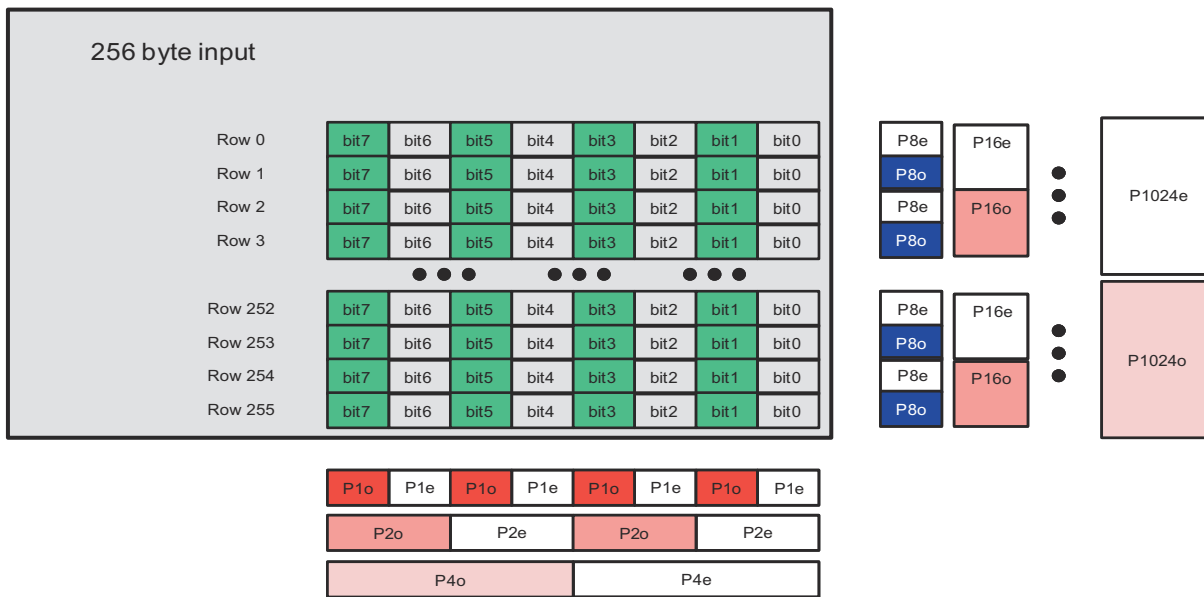 256 byte input
Row 0 bit7 bit6 bit5 bit4 bit3 bit2 bit1 bit0 P8e P16e
Row 1 bit7 bit6 bit5 bit4 bit3 bit2 bit1 bit0 P8o
P1024e
Row 2 bit7 bit6 bit5 bit4 bit3 bit2 bit1 bit0 P8e P16o
Row 3 bit7 bit6 bit5 bit4 bit3 bit2 bit1 bit0 P8o
Row 252 bit7 bit6 bit5 bit4 bit3 bit2 bit1 bit0 P8e P16e
Row 253 bit7 bit6 bit5 bit4 bit3 bit2 bit1 bit0 P8o
P1024o
Row 254 bit7 bit6 bit5 bit4 bit3 bit2 bit1 bit0 P8e P16o
Row 255 bit7 bit6 bit5 bit4 bit3 bit2 bit1 bit0 P8o
P1o P1e P1o P1e P1o P1e P1o P1e
P2o P2e P2o P2e
P4o P4e